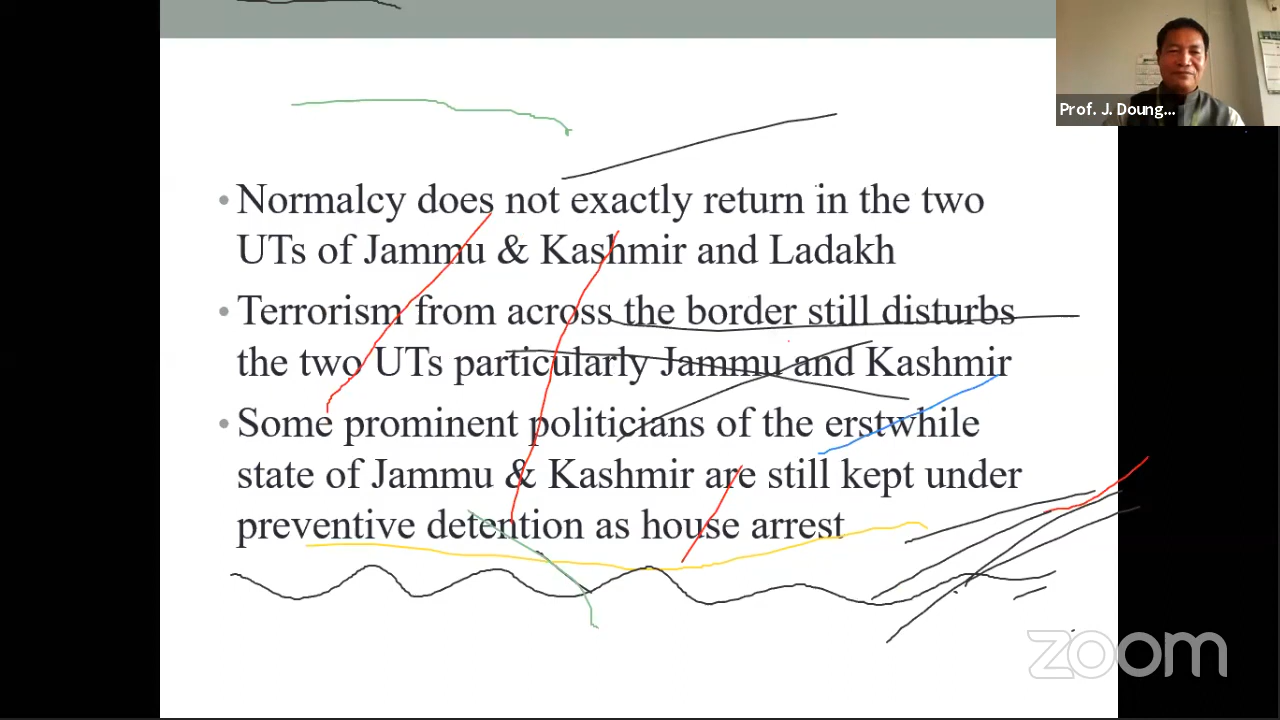 Prof. J. Doung...
• Normalcy does not exactly return in the two
UTs of Jammu & Kashmir and Ladakh
• Terrorism from across the border still disturbs
the two UTs particularly Jammu and Kashmir
• Some prominent politicians of the erstwhile
state of Jammu & Kashmir are still kept under
preventive detention as house arrest
zoom